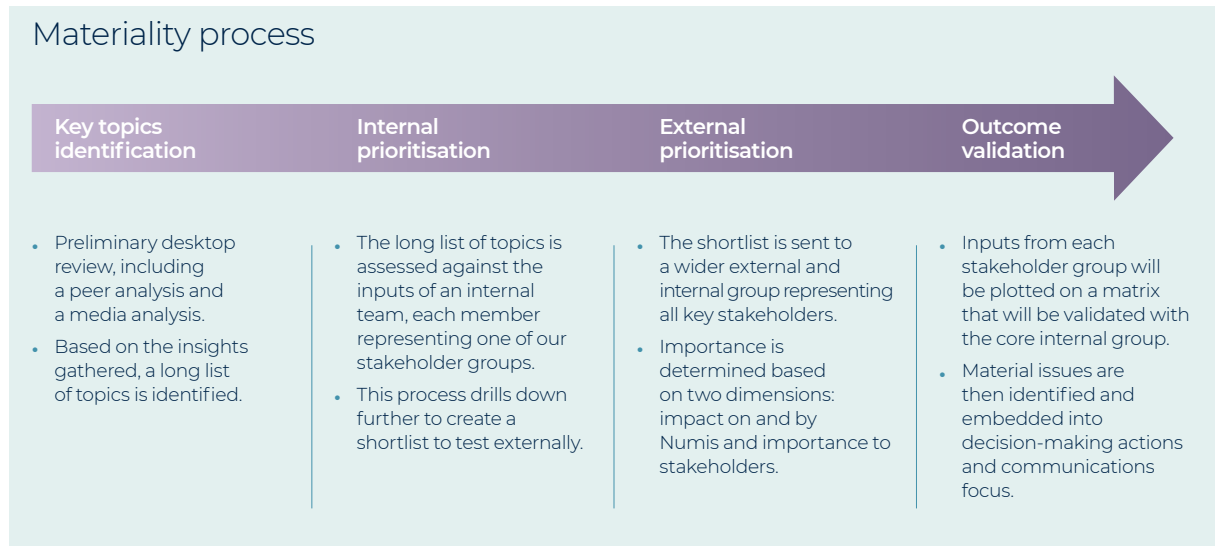 Materiality process
Key topics
identification
Internal
prioritisation
External
prioritisation
Outcome
validation
• Preliminary desktop
review, including
a peer analysis and
a media analysis.
• Based on the insights
gathered, a long list
of topics is identified.
• The long list of topics is
assessed against the
inputs of an internal
team, each member
representing one of our
stakeholder groups.
• This process drills down
further to create a
shortlist to test externally.
• The shortlist is sent to
a wider external and
internal group representing
all key stakeholders.
• Importance is
determined based
on two dimensions:
impact on and by
Numis and importance to
stakeholders.
• Inputs from each
stakeholder group will
be plotted on a matrix
that will be validated with
the core internal group.
• Material issues are
then identified and
embedded into
decision-making actions
and communications
focus.